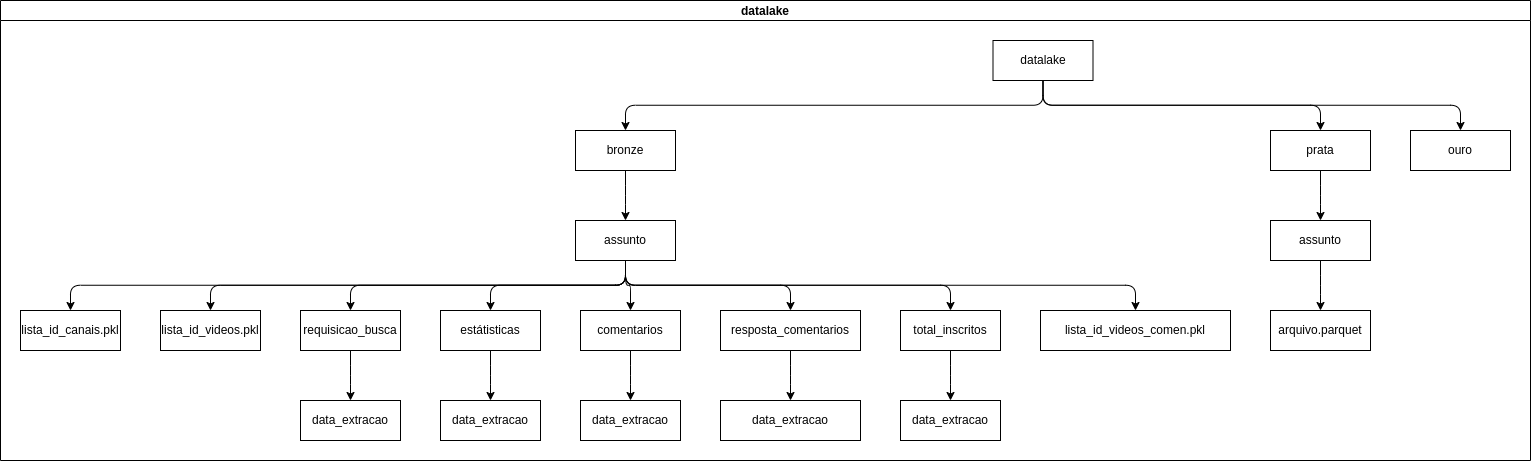 datalake
datalake
bronze
prata
ouro
assunto
assunto
lista_id_canais.pkl
lista_id_videos.pkl
requisicao_busca
estátisticas
comentarios
resposta_comentarios
total_inscritos
lista_id_videos_comen.pkl
arquivo.parquet
data_extracao
data_extracao
data_extracao
data_extracao
data_extracao